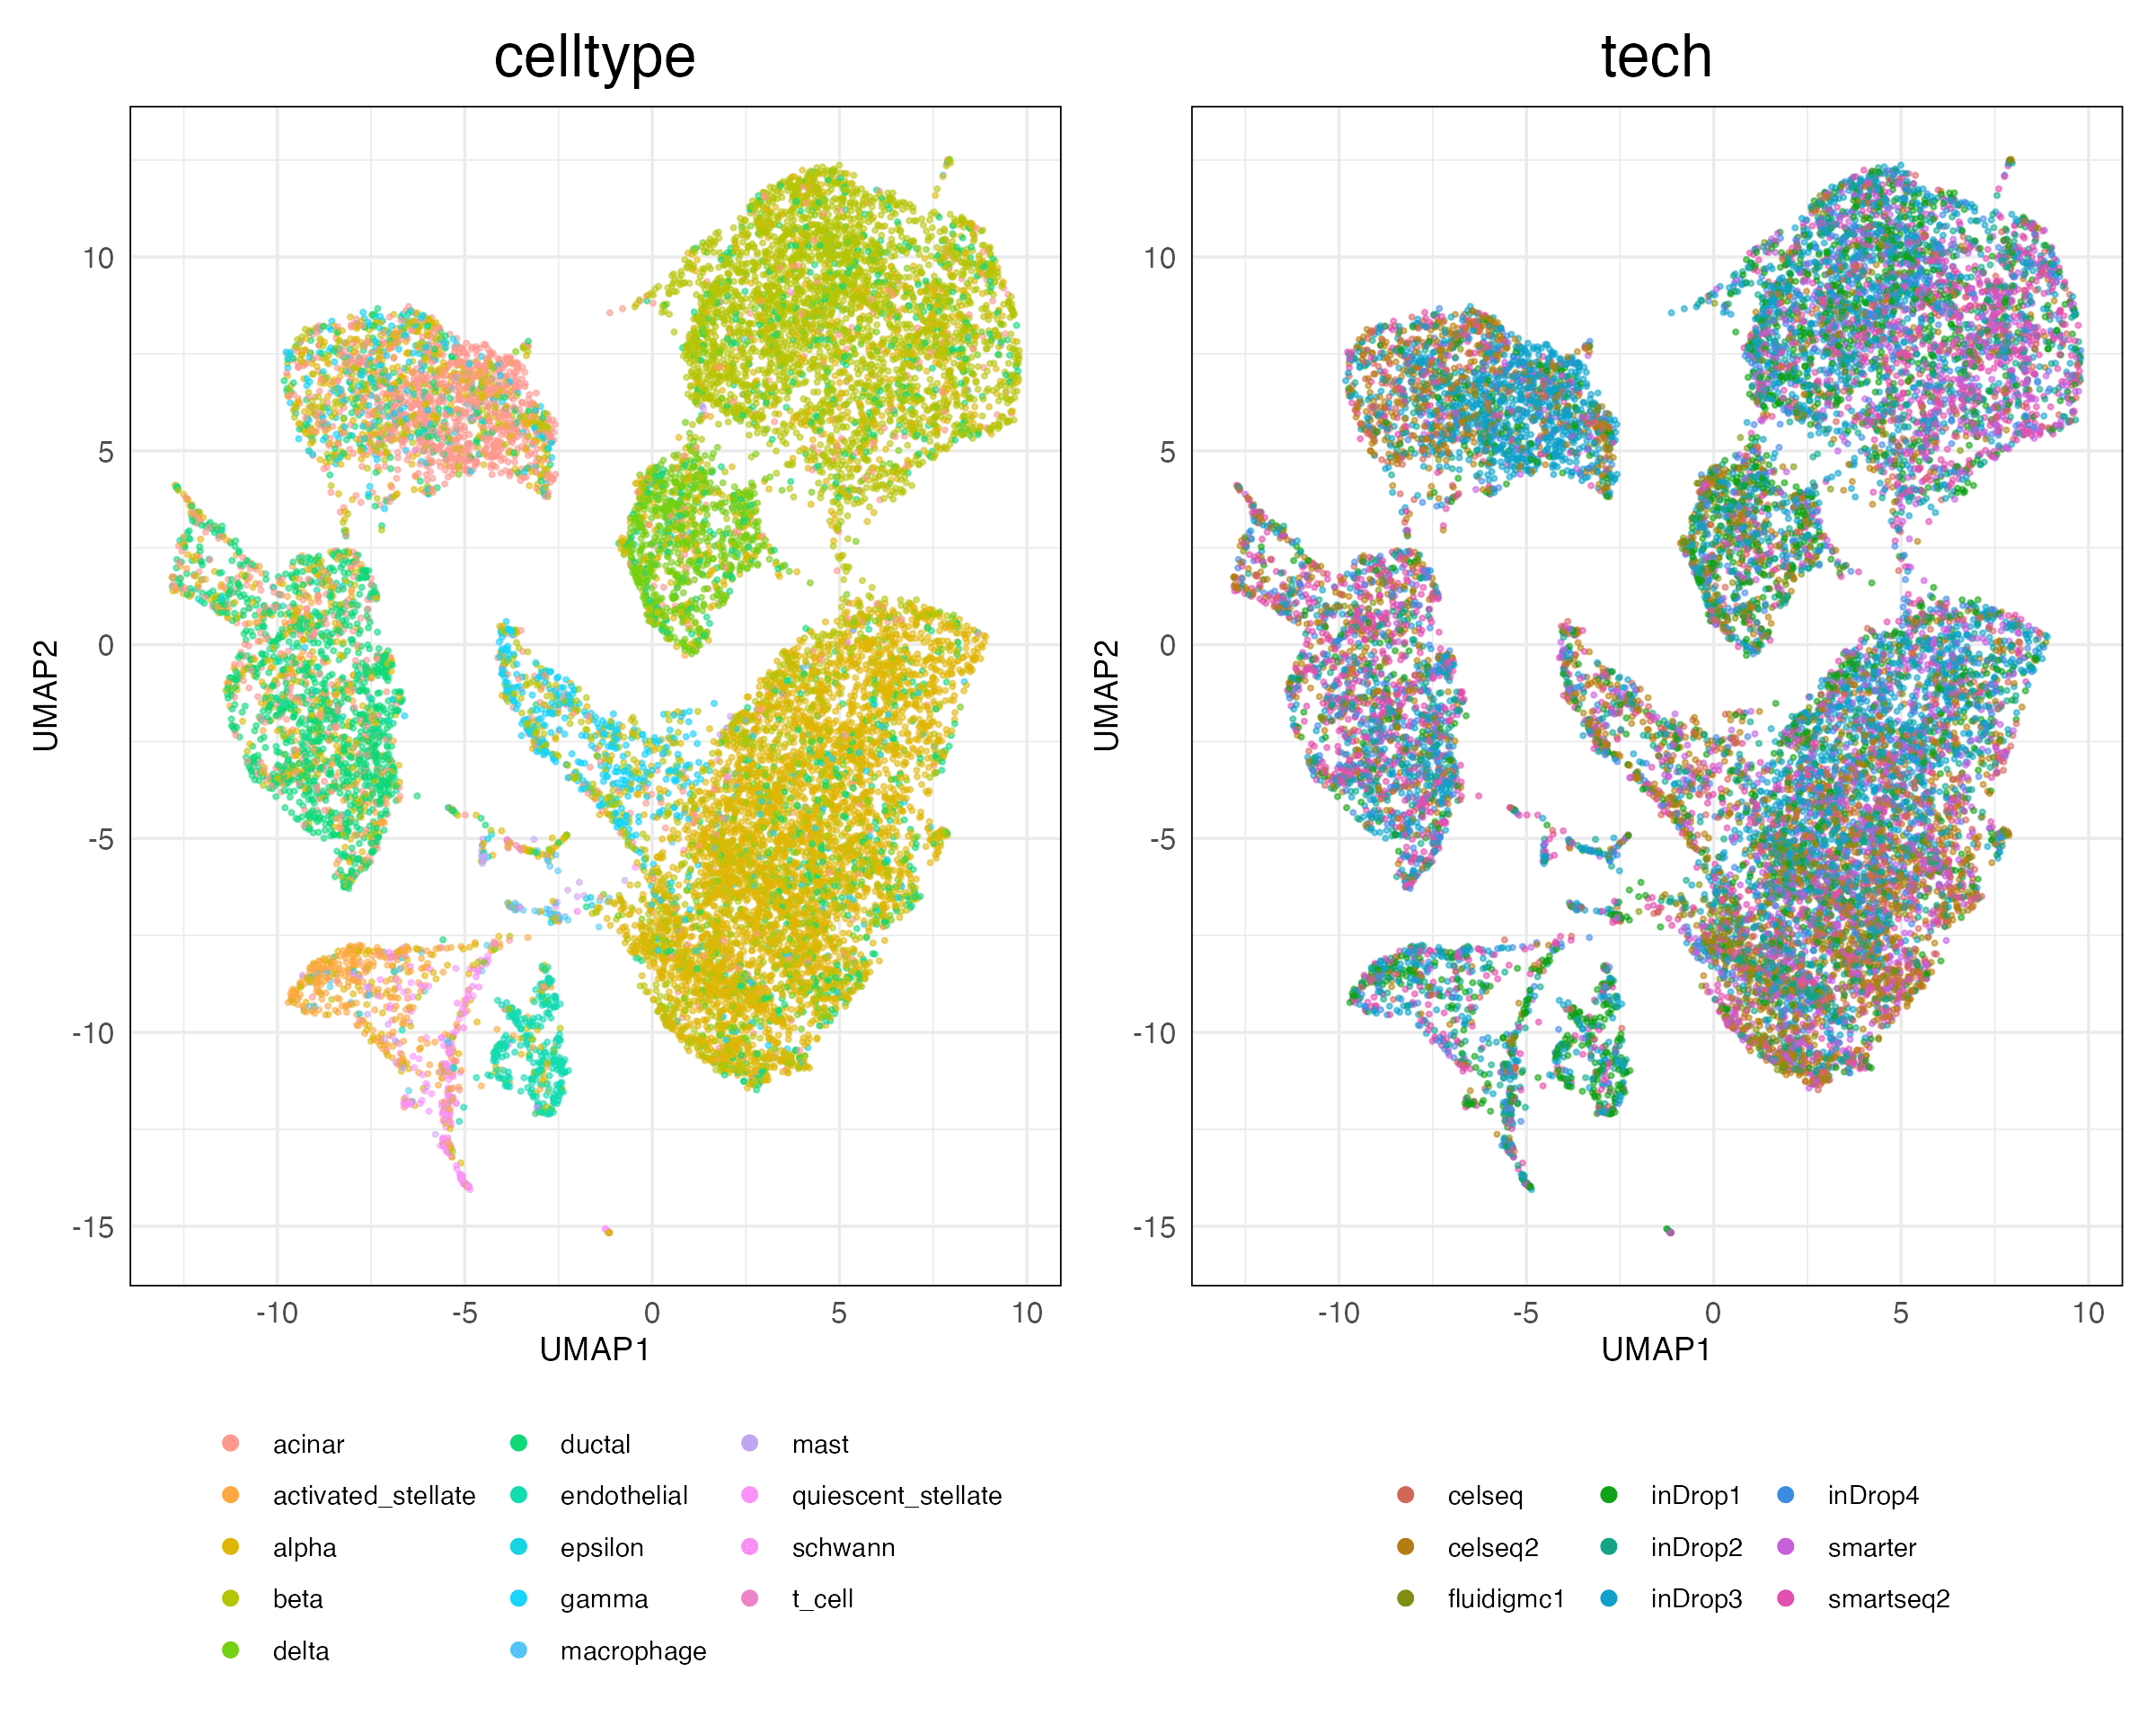 celltype
tech
10
5
0
-5
-10
-15
UMAP2
-10 -5 0 5 10
UMAP1
10
5
0
-5
-10
-15
UMAP2
-10 -5 0 5 10
UMAP1
acinar ductal mast
activated_stellate endothelial quiescent_stellate
alpha epsilon schwann
beta gamma t_cell
delta macrophage
celseq inDrop1 inDrop4
celseq2 inDrop2 smarter
fluidigmc1 inDrop3 smartseq2